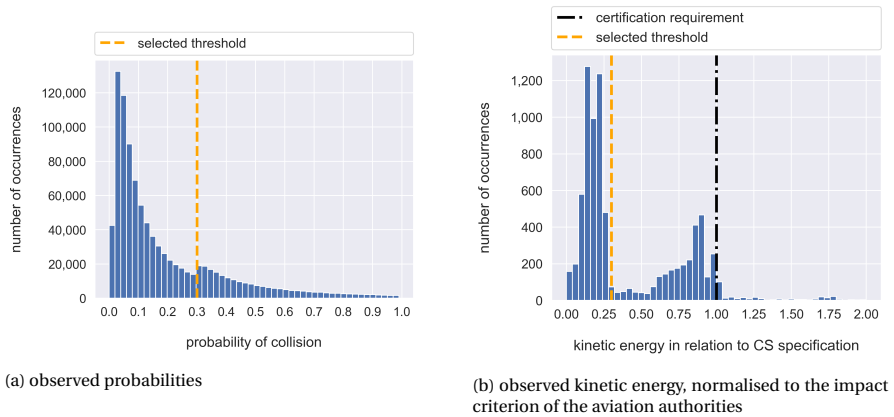 selected threshold
number of occurrences
120,000
100,000
80,000
60,000
40,000
20,000
0
0.0 0.1 0.2 0.3 0.4 0.5 0.6 0.7 0.8 0.9 1.0
probability of collision
(a) observed probabilities
certification requirement
selected threshold
number of occurrences
1,200
1,000
800
600
400
200
0
0.00 0.25 0.50 0.75 1.00 1.25 1.50 1.75 2.00
kinetic energy in relation to CS specification
(b) observed kinetic energy, normalised to the impact
criterion of the aviation authorities